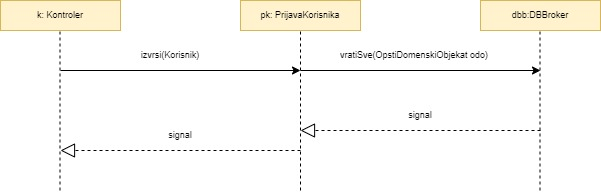 k: Kontroler
pk: PrijavaKorisnika
dbb:DBBroker
izvrsi(Korisnik)
vratiSve(OpstiDomenskiObjekat odo)
signal
signal